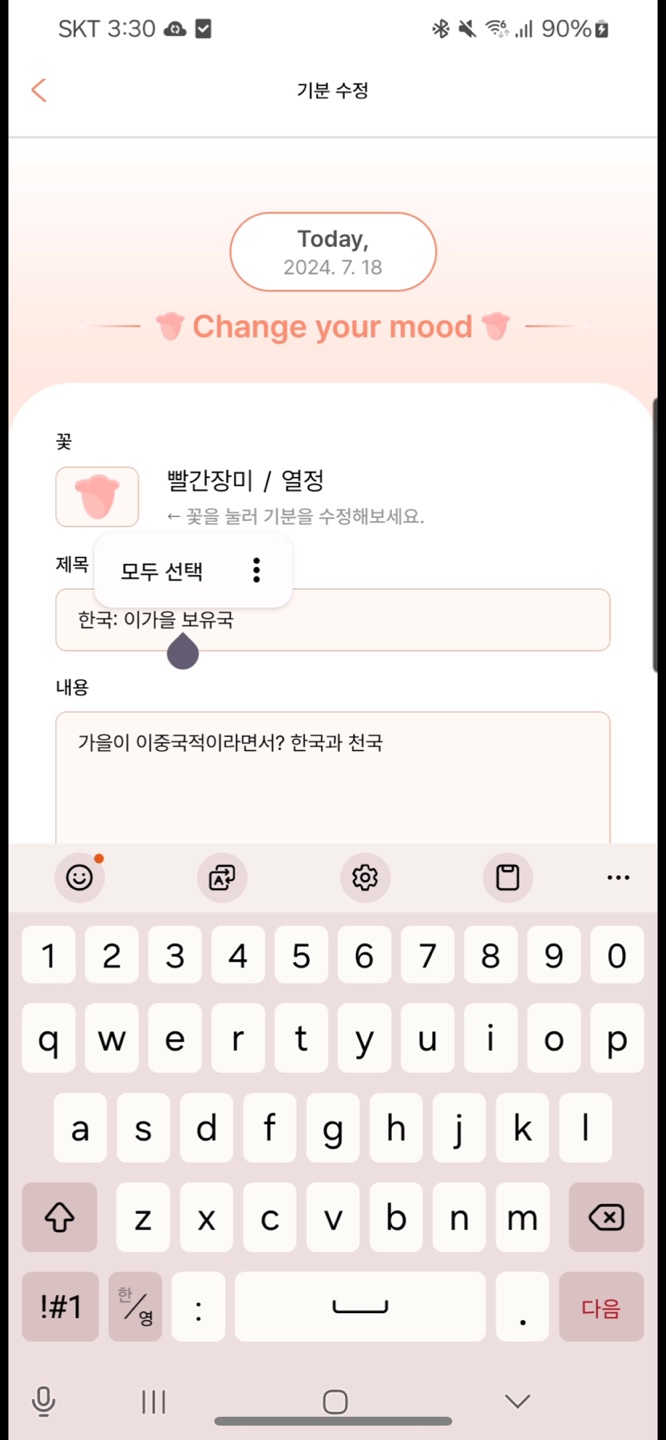 SKT 3:30
90%
기분 수정
Today,
2024. 7. 18
Change your mood
꽃
빨간장미 / 열정
← 꽃을 눌러 기분을 수정해보세요.
제목
모두 선택
한국: 이가을 보유국
내용
가을이 이중국적이라면서? 한국과 천국
1 2 3 4 5 6 7 8 9 0
q w e r t y u i o p
a s d f g h j k l
z x c v b n m
!#1 한/영 : . 다음